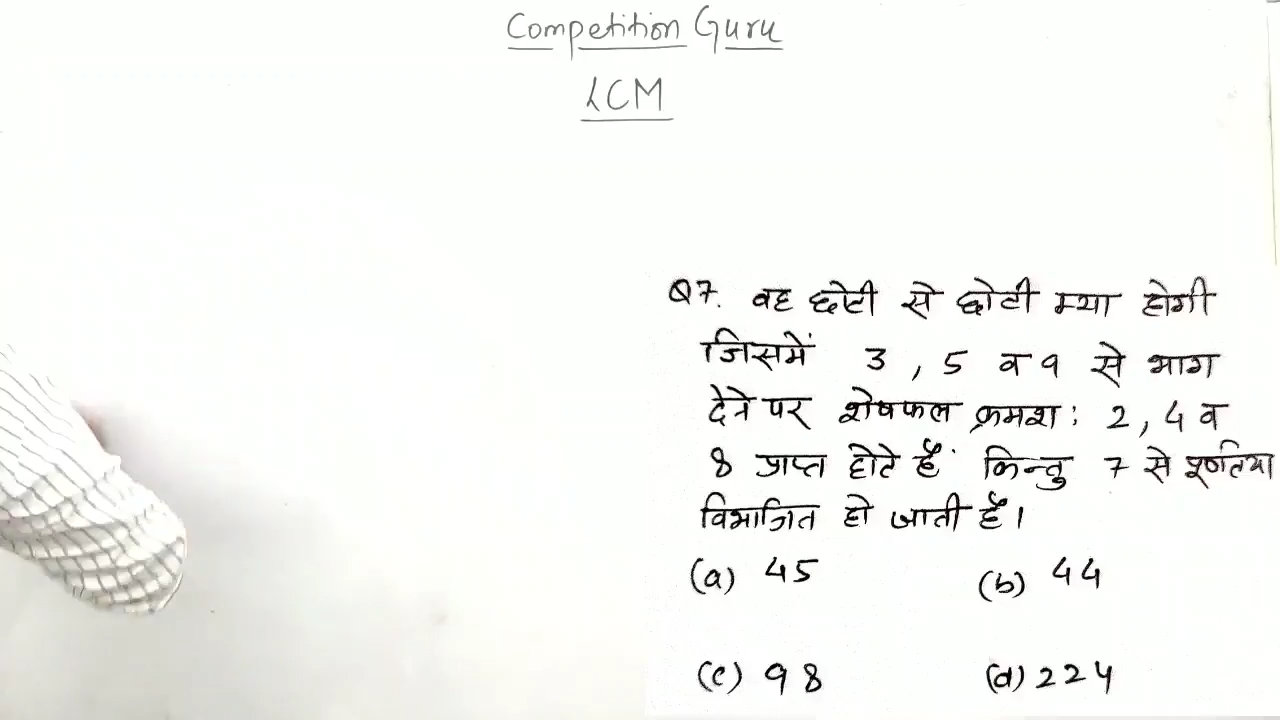 Competition Guru
LCM
Q7. वह छोटी से छोटी म्या होगी
जिसमें 3, 5 व 9 से भाग
देने पर शेषफल क्रमश: 2, 4 व
8 प्राप्त होते हैं किन्तु 7 से पूर्णतया
विभाजित हो जाती है।
(a) 45 (b) 44
(c) 98 (d) 224